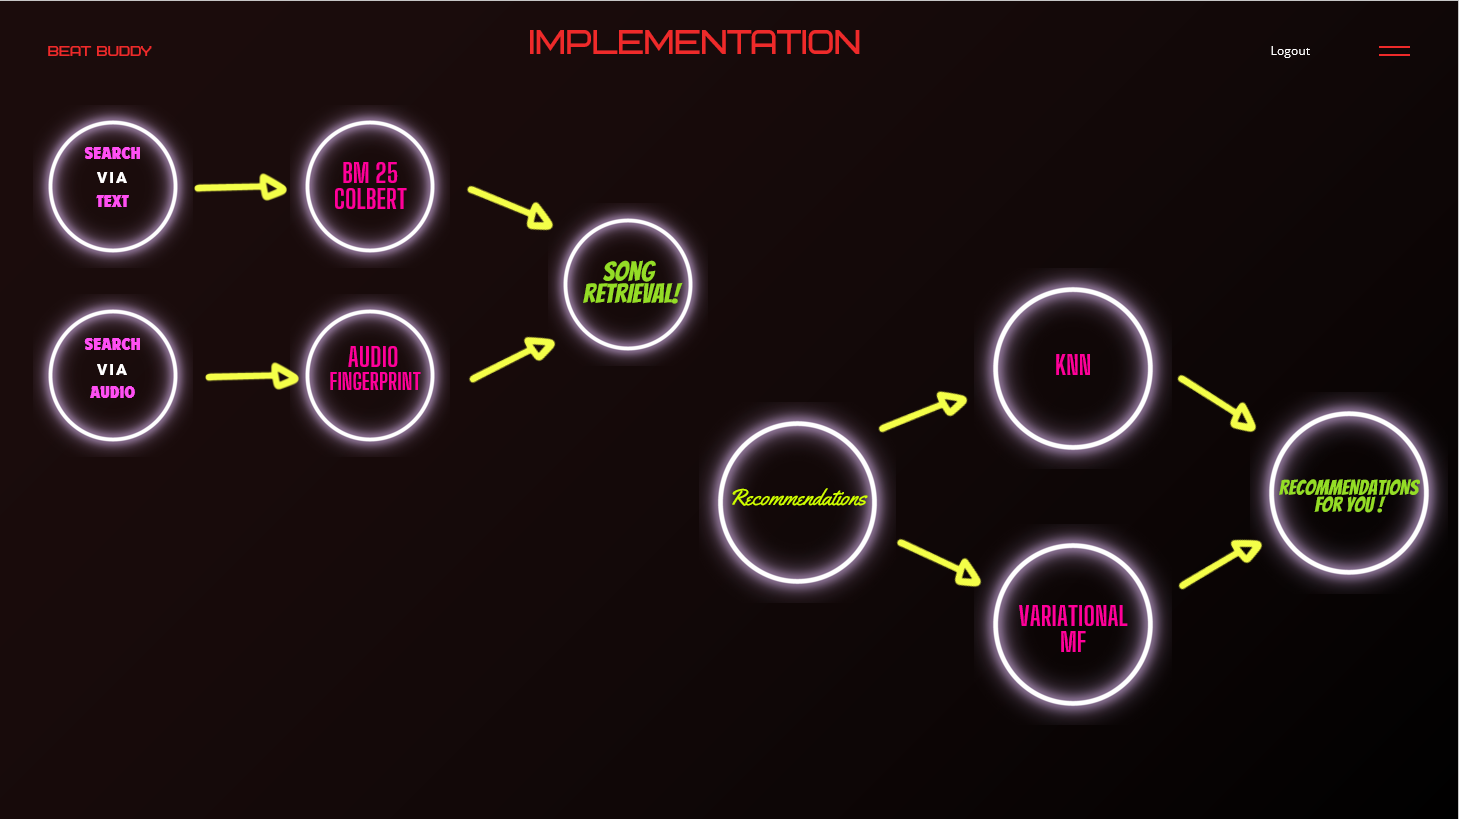 BEAT BUDDY
IMPLEMENTATION
Logout
SEARCH
VIA
TEXT
BM 25
COLBERT
SONG
RETRIEVAL!
SEARCH
VIA
AUDIO
AUDIO
FINGERPRINT
KNN
Recommendations
RECOMMENDATIONS
FOR YOU !
VARIATIONAL
MF